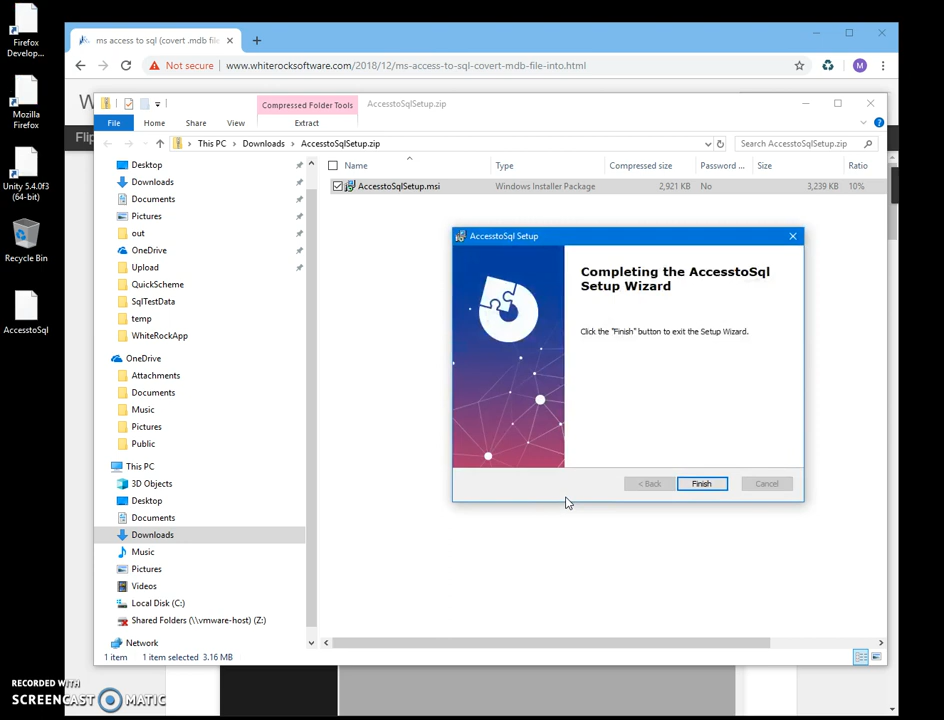 Firefox
Develop...
Mozilla
Firefox
Unity 5.4.0f3
(64-bit)
Recycle Bin
AccesstoSql
ms access to sql (covert .mdb file
Not secure
www.whiterocksoftware.com/2018/12/ms-access-to-sql-covert-mdb-file-into.html
M
W
Flip
Compressed Folder Tools
AccesstoSqlSetup.zip
File
Home
Share
View
Extract
This PC > Downloads > AccesstoSqlSetup.zip
Search AccesstoSqlSetup.zip
Name
Type
Compressed size
Password ...
Size
Ratio
AccesstoSqlSetup.msi
Windows Installer Package
2,921 KB
No
3,239 KB
10%
Desktop
Downloads
Documents
Pictures
out
OneDrive
Upload
QuickScheme
SqlTestData
temp
WhiteRockApp
OneDrive
Attachments
Documents
Music
Pictures
Public
This PC
3D Objects
Desktop
Documents
Downloads
Music
Pictures
Videos
Local Disk (C:)
Shared Folders (\\vmware-host) (Z:)
Network
1 item
1 item selected 3.16 MB
AccesstoSql Setup
Completing the AccesstoSql
Setup Wizard
Click the "Finish" button to exit the Setup Wizard.
< Back
Finish
Cancel
RECORDED WITH
SCREENCAST MATIC